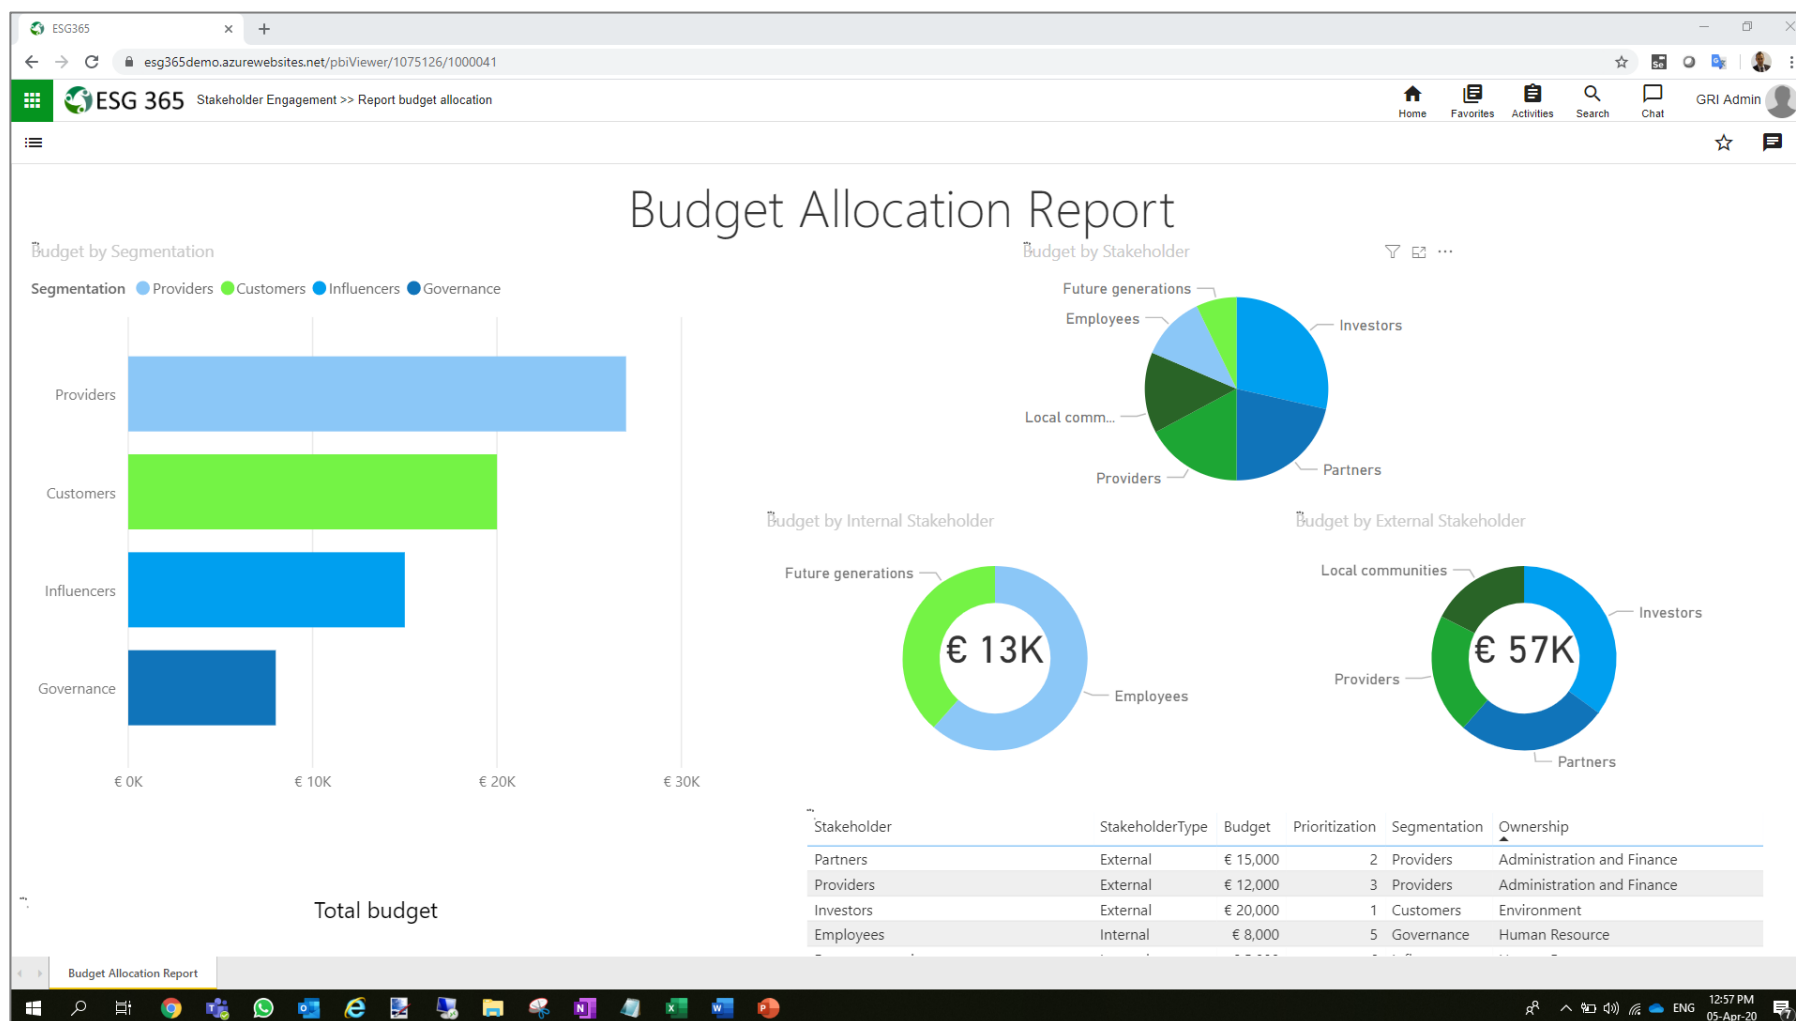 ESG365
esg365demo.azurewebsites.net/pbiViewer/1075126/1000041
ESG 365
Stakeholder Engagement >> Report budget allocation
Home
Favorites
Activities
Search
Chat
GRI Admin
Budget Allocation Report
Budget by Segmentation
Segmentation Providers Customers Influencers Governance
Providers
Customers
Influencers
Governance
€ 0K € 10K € 20K € 30K
Budget by Stakeholder
Future generations
Employees
Investors
Local comm...
Providers
Partners
Budget by Internal Stakeholder
Future generations
€ 13K
Employees
Budget by External Stakeholder
Local communities
Investors
€ 57K
Providers
Partners
Stakeholder StakeholderType Budget Prioritization Segmentation Ownership
Partners External € 15,000 2 Providers Administration and Finance
Providers External € 12,000 3 Providers Administration and Finance
Investors External € 20,000 1 Customers Environment
Employees Internal € 8,000 5 Governance Human Resource
Total budget
Budget Allocation Report
ENG
12:57 PM
05-Apr-20